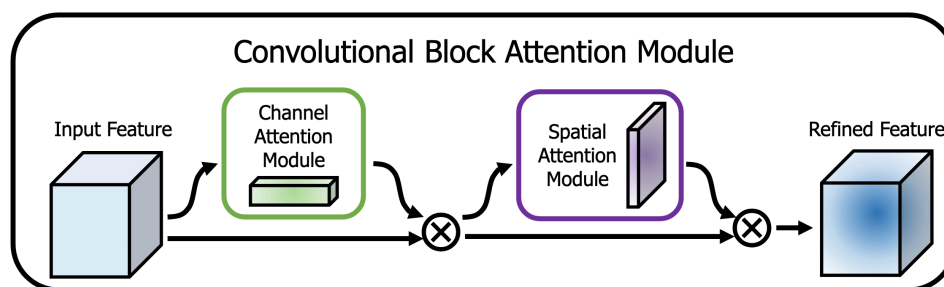 Convolutional Block Attention Module
Input Feature
Channel
Attention
Module
Spatial
Attention
Module
Refined Feature